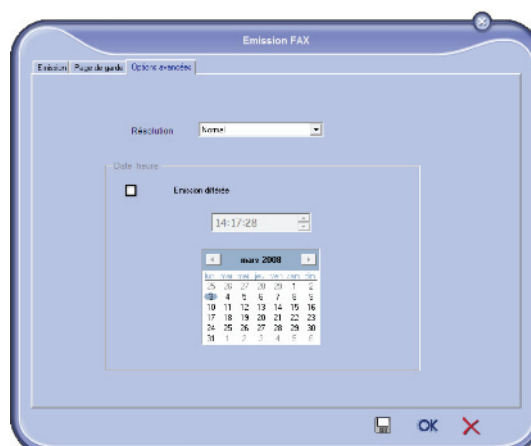 Emission FAX
Emission Page de garde Options avancées
Résolution Normal
Date heure
Emission différée
14:17:28
mars 2008
lun. mar. mer. jeu. ven. sam. dim.
25 26 27 28 29 1 2
3 4 5 6 7 8 9
10 11 12 13 14 15 16
17 18 19 20 21 22 23
24 25 26 27 28 29 30
31 1 2 3 4 5 6
OK